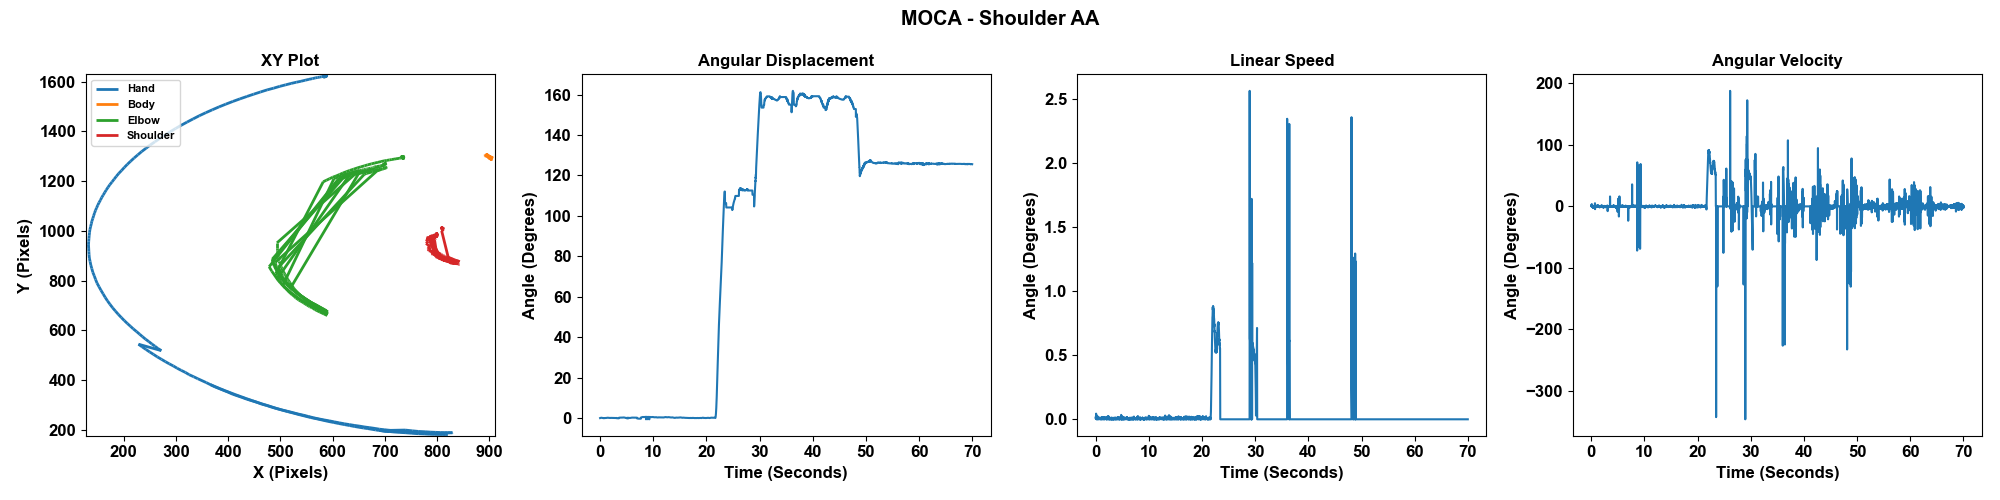 MOCA - Shoulder AA
XY Plot
Hand
Body
Elbow
Shoulder
1600
1400
1200
1000
800
600
400
200
Y (Pixels)
200 300 400 500 600 700 800 900
X (Pixels)
Angular Displacement
160
140
120
100
80
60
40
20
0
Angle (Degrees)
0 10 20 30 40 50 60 70
Time (Seconds)
Linear Speed
2.5
2.0
1.5
1.0
0.5
0.0
Angle (Degrees)
0 10 20 30 40 50 60 70
Time (Seconds)
Angular Velocity
200
100
0
−100
−200
−300
Angle (Degrees)
0 10 20 30 40 50 60 70
Time (Seconds)